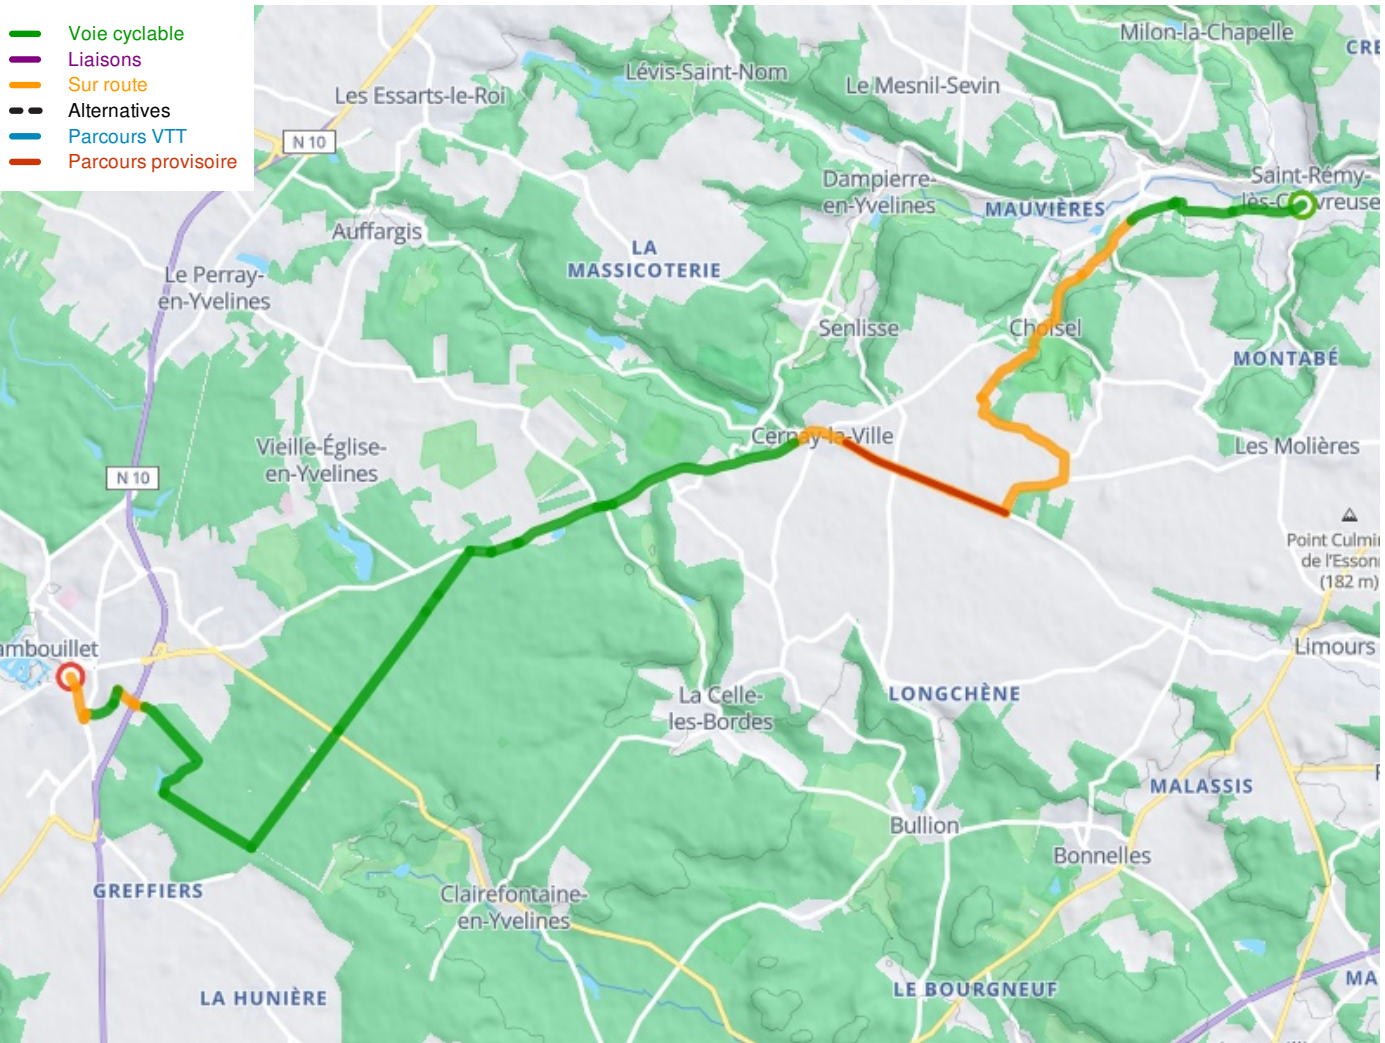 Voie cyclable
Liaisons
Sur route
Alternatives
Parcours VTT
Parcours provisoire
Milon-la-Chapelle
Lévis-Saint-Nom
Le Mesnil-Sevin
Les Essarts-le-Roi
N 10
Dampierre-
en-Yvelines
MAUVIÈRES
Saint-Rémy-
Auffargis
LA
MASSICOTERIE
Le Perray-
en-Yvelines
Senlisse
Choisel
MONTABÉ
Cernay-la-Ville
Les Molières
Vieille-Église-
en-Yvelines
N 10
Point Culmi
de l'Esson
(182 m)
ambouillet
Limours
La Celle-
les-Bordes
LONGCHÈNE
MALASSIS
Bullion
Bonnelles
GREFFIERS
Clairefontaine-
en-Yvelines
LA HUNIÈRE
LE BOURGNEUF
MA